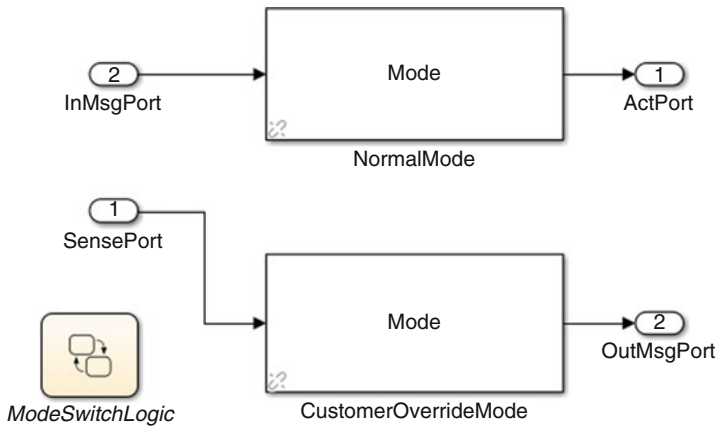 2
InMsgPort
Mode
NormalMode
1
ActPort
1
SensePort
Mode
CustomerOverrideMode
2
OutMsgPort
ModeSwitchLogic